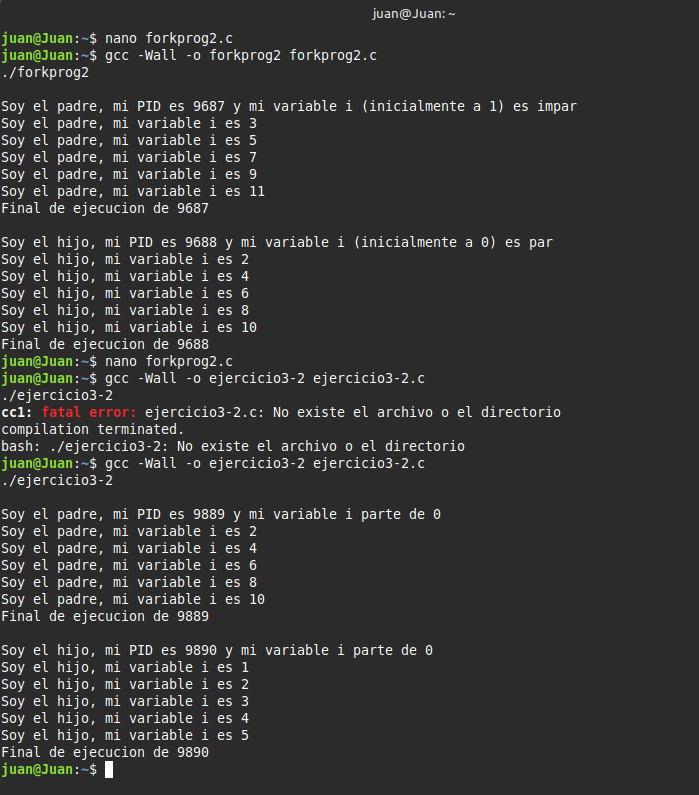 juan@Juan: ~
juan@Juan:~$ nano forkprog2.c
juan@Juan:~$ gcc -Wall -o forkprog2 forkprog2.c
./forkprog2
Soy el padre, mi PID es 9687 y mi variable i (inicialmente a 1) es impar
Soy el padre, mi variable i es 3
Soy el padre, mi variable i es 5
Soy el padre, mi variable i es 7
Soy el padre, mi variable i es 9
Soy el padre, mi variable i es 11
Final de ejecucion de 9687
Soy el hijo, mi PID es 9688 y mi variable i (inicialmente a 0) es par
Soy el hijo, mi variable i es 2
Soy el hijo, mi variable i es 4
Soy el hijo, mi variable i es 6
Soy el hijo, mi variable i es 8
Soy el hijo, mi variable i es 10
Final de ejecucion de 9688
juan@Juan:~$ nano forkprog2.c
juan@Juan:~$ gcc -Wall -o ejercicio3-2 ejercicio3-2.c
./ejercicio3-2
cc1: fatal error: ejercicio3-2.c: No existe el archivo o el directorio
compilation terminated.
bash: ./ejercicio3-2: No existe el archivo o el directorio
juan@Juan:~$ gcc -Wall -o ejercicio3-2 ejercicio3-2.c
./ejercicio3-2
Soy el padre, mi PID es 9889 y mi variable i parte de 0
Soy el padre, mi variable i es 2
Soy el padre, mi variable i es 4
Soy el padre, mi variable i es 6
Soy el padre, mi variable i es 8
Soy el padre, mi variable i es 10
Final de ejecucion de 9889
Soy el hijo, mi PID es 9890 y mi variable i parte de 0
Soy el hijo, mi variable i es 1
Soy el hijo, mi variable i es 2
Soy el hijo, mi variable i es 3
Soy el hijo, mi variable i es 4
Soy el hijo, mi variable i es 5
Final de ejecucion de 9890
juan@Juan:~$